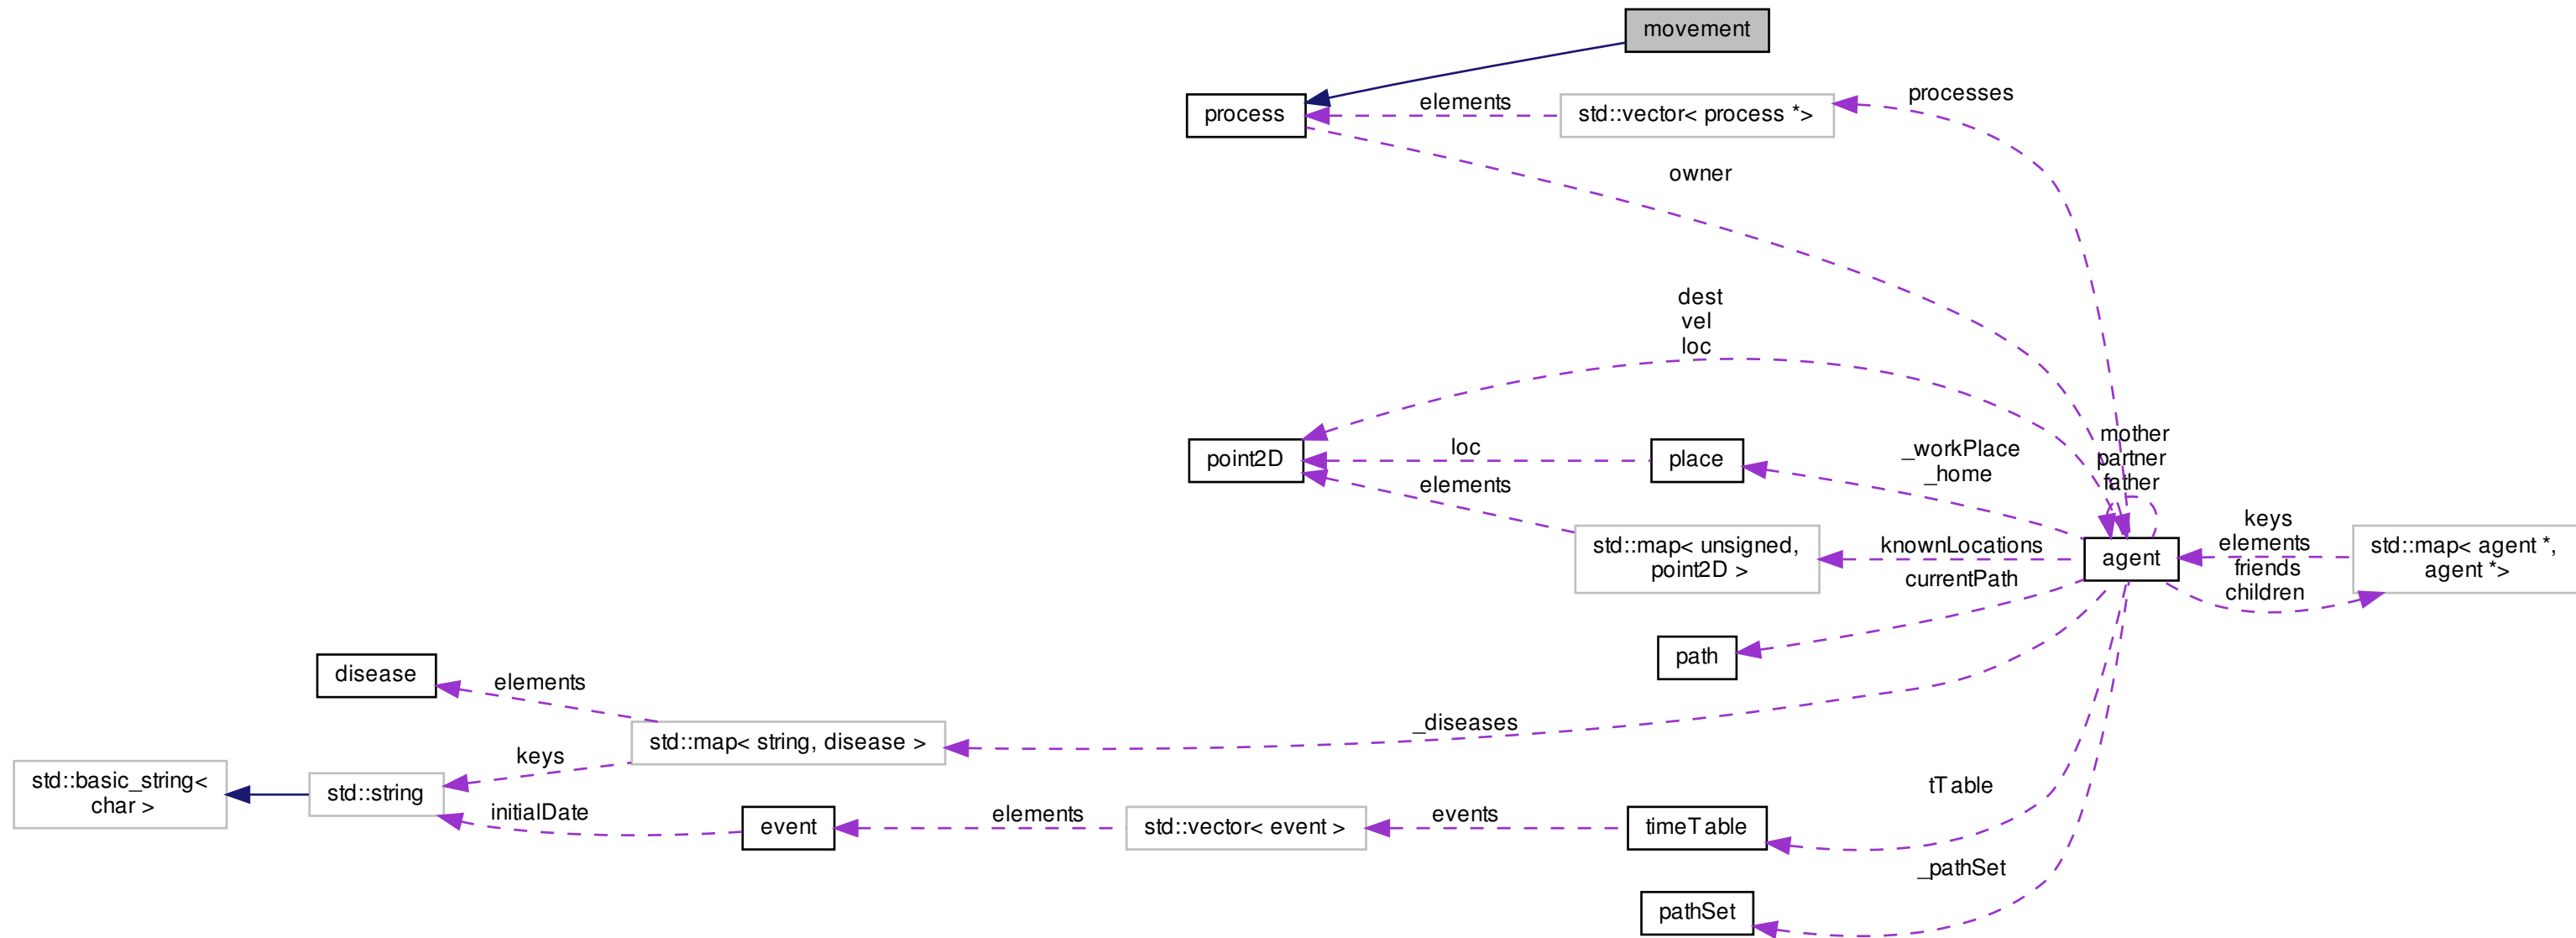 movement
processes
process
elements
std::vector< process *>
owner
dest
vel
loc
mother
partner
father
point2D
loc
place
_workPlace
_home
elements
std::map< unsigned,
point2D >
knownLocations
currentPath
agent
keys
elements
friends
children
std::map< agent *,
agent *>
path
disease
elements
_diseases
std::map< string, disease >
keys
std::basic_string<
char >
std::string
initialDate
event
elements
std::vector< event >
events
timeTable
tTable
_pathSet
pathSet